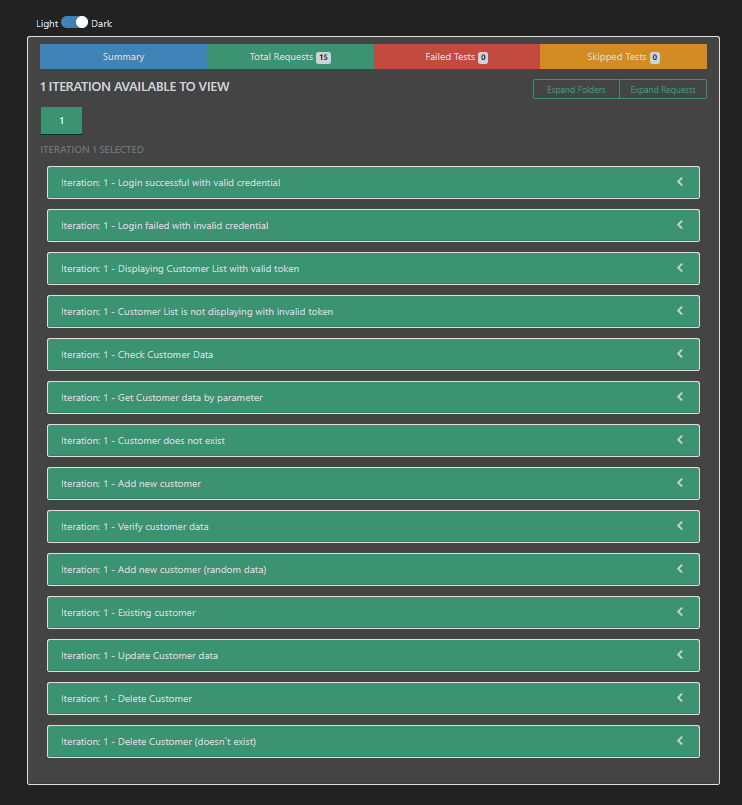 Light Dark
Summary
Total Requests 15
Failed Tests 0
Skipped Tests 0
1 ITERATION AVAILABLE TO VIEW
Expand Folders
Expand Requests
1
ITERATION 1 SELECTED
Iteration: 1 - Login successful with valid credential
Iteration: 1 - Login failed with invalid credential
Iteration: 1 - Displaying Customer List with valid token
Iteration: 1 - Customer List is not displaying with invalid token
Iteration: 1 - Check Customer Data
Iteration: 1 - Get Customer data by parameter
Iteration: 1 - Customer does not exist
Iteration: 1 - Add new customer
Iteration: 1 - Verify customer data
Iteration: 1 - Add new customer (random data)
Iteration: 1 - Existing customer
Iteration: 1 - Update Customer data
Iteration: 1 - Delete Customer
Iteration: 1 - Delete Customer (doesn`t exist)